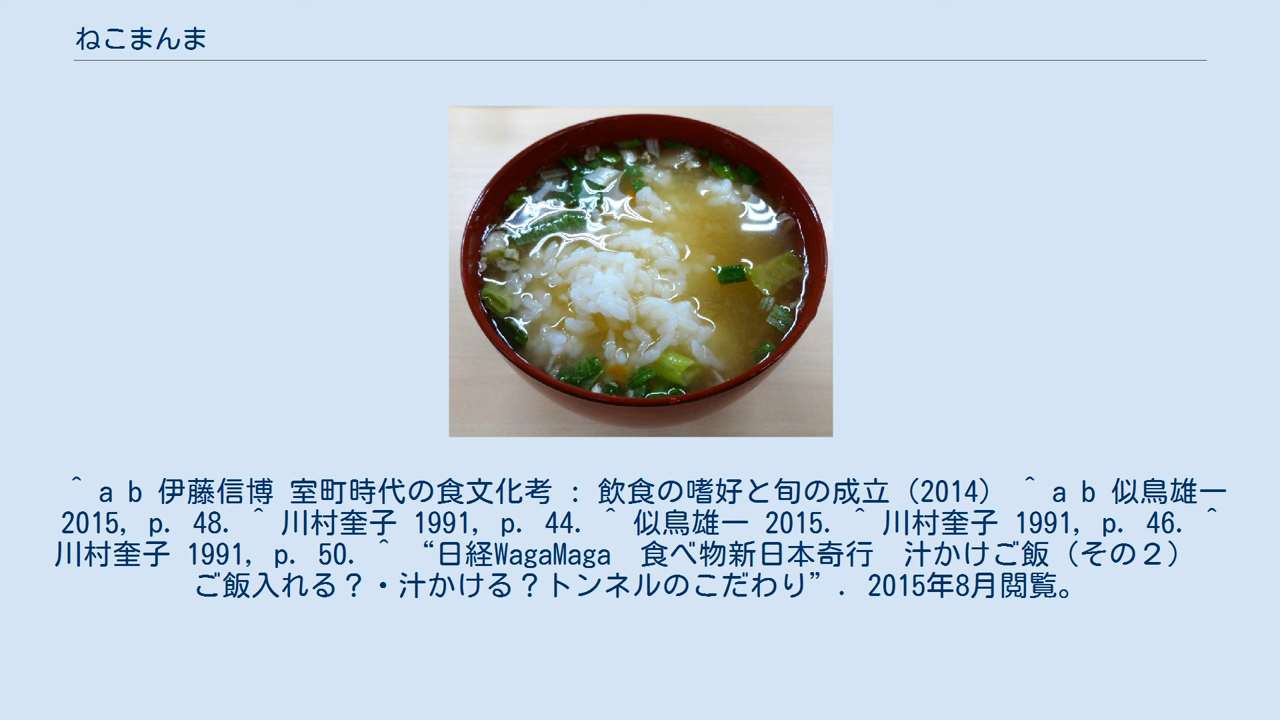 ねこまんま
^ a b 伊藤信博 室町時代の食文化考 : 飲食の嗜好と旬の成立 (2014) ^ a b 似鳥雄一
2015, p. 48. ^ 川村奎子 1991, p. 44. ^ 似鳥雄一 2015. ^ 川村奎子 1991, p. 46. ^
川村奎子 1991, p. 50. ^ “日経WagaMaga　食べ物新日本奇行　汁かけご飯（その２）
ご飯入れる？・汁かける？トンネルのこだわり”. 2015年8月閲覧。